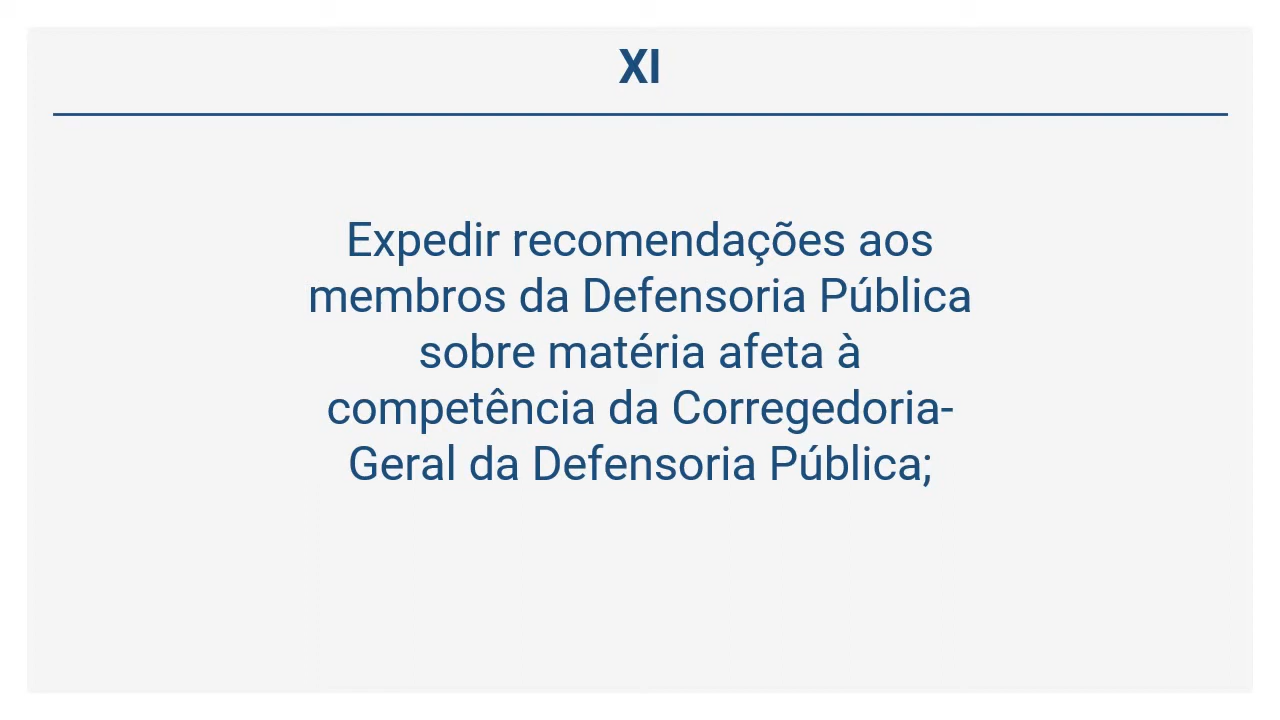 XI
Expedir recomendações aos
membros da Defensoria Pública
sobre matéria afeta à
competência da Corregedoria-
Geral da Defensoria Pública;